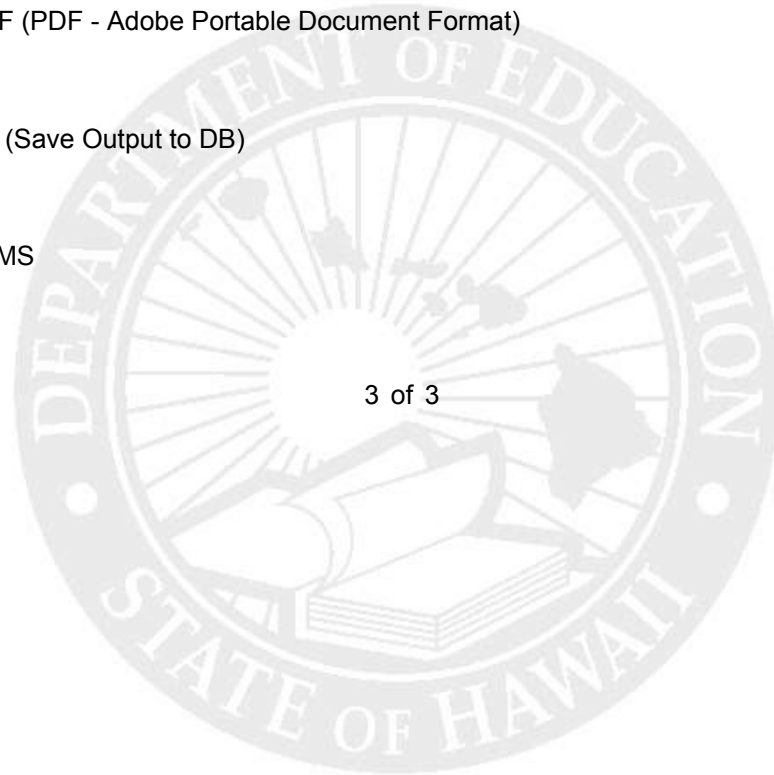 F (PDF - Adobe Portable Document Format)
(Save Output to DB)
MS
3 of 3
DEPARTMENT OF EDUCATION
STATE OF HAWAII